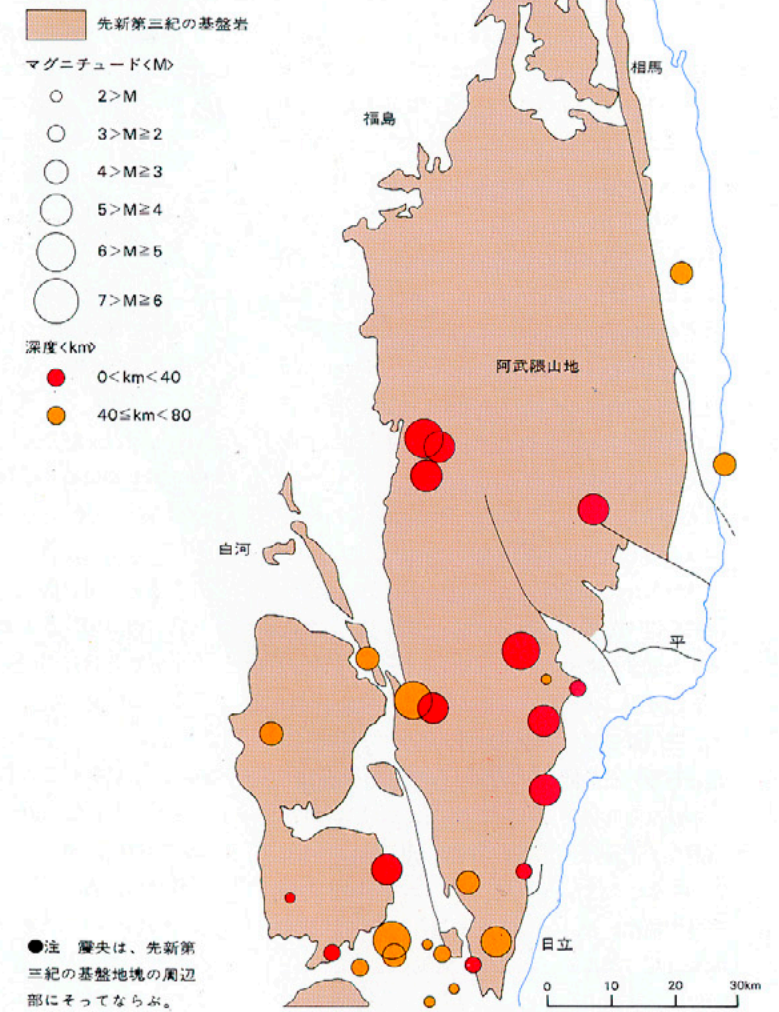 先新第三紀の基盤岩
マグニチュード<M>
2>M
3>M≧2
4>M≧3
5>M≧4
6>M≧5
7>M≧6
深度<km>
0<km<40
40≦km<80
相馬
福島
阿武隈山地
白河
平
日立
●注 震央は、先新第
三紀の基盤地塊の周辺
部にそってならぶ。
0 10 20 30km